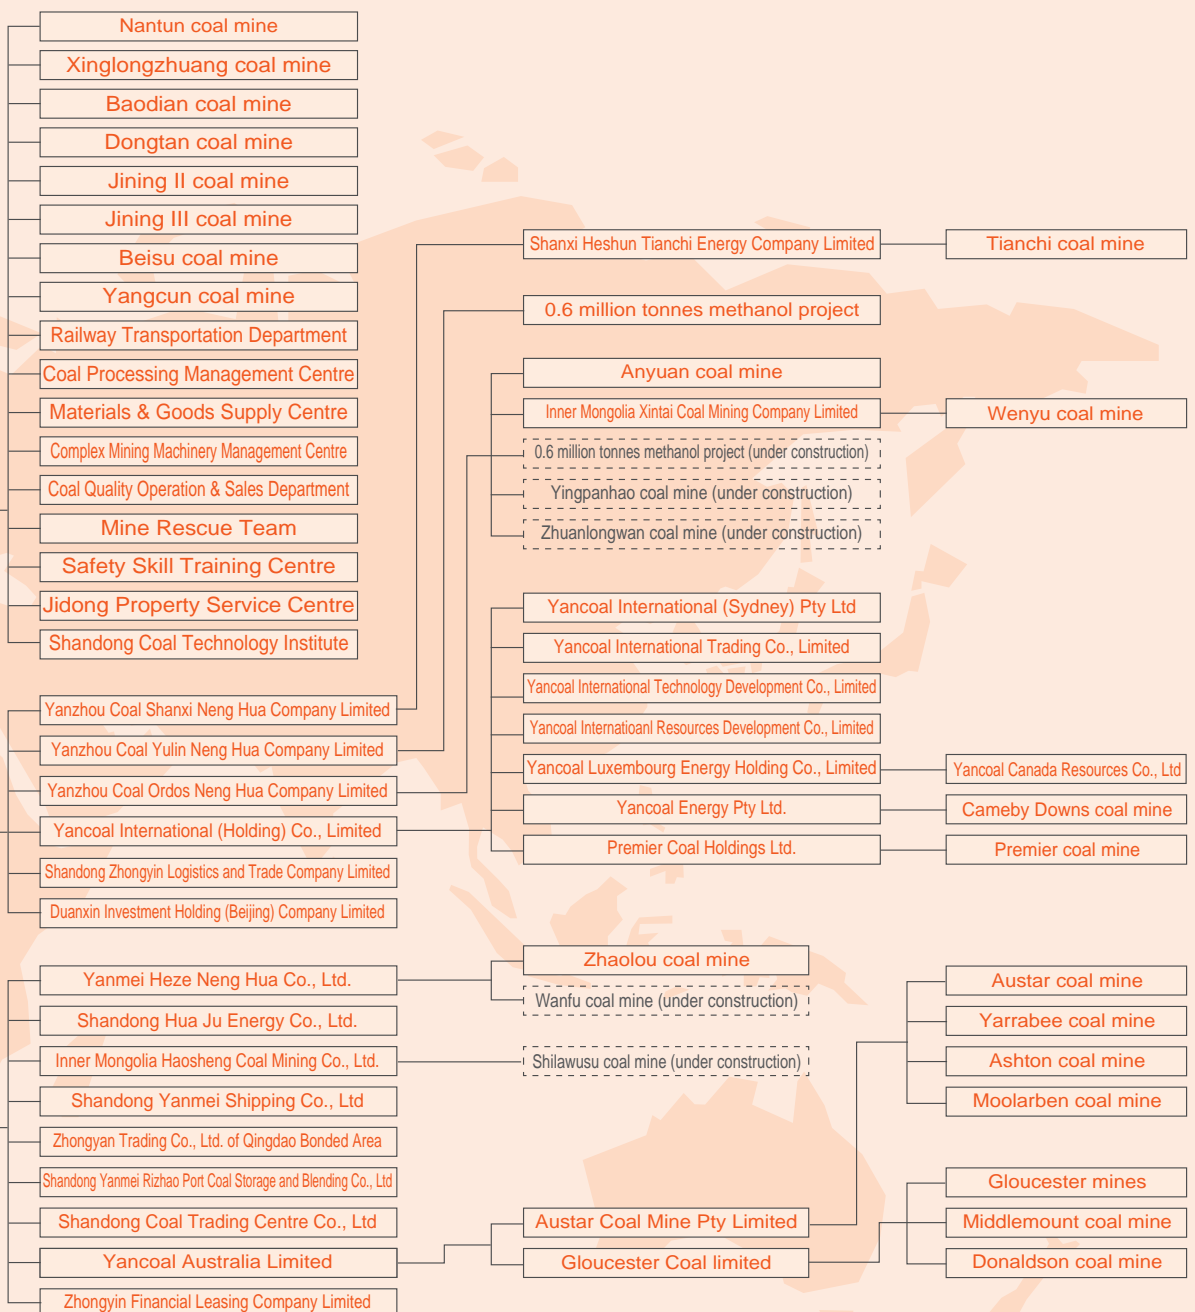 Nantun coal mine
Xinglongzhuang coal mine
Baodian coal mine
Dongtan coal mine
Jining II coal mine
Jining III coal mine
Beisu coal mine
Yangcun coal mine
Railway Transportation Department
Coal Processing Management Centre
Materials & Goods Supply Centre
Complex Mining Machinery Management Centre
Coal Quality Operation & Sales Department
Mine Rescue Team
Safety Skill Training Centre
Jidong Property Service Centre
Shandong Coal Technology Institute
Yanzhou Coal Shanxi Neng Hua Company Limited
Yanzhou Coal Yulin Neng Hua Company Limited
Yanzhou Coal Ordos Neng Hua Company Limited
Yancoal International (Holding) Co., Limited
Shandong Zhongyin Logistics and Trade Company Limited
Duanxin Investment Holding (Beijing) Company Limited
Yanmei Heze Neng Hua Co., Ltd.
Shandong Hua Ju Energy Co., Ltd.
Inner Mongolia Haosheng Coal Mining Co., Ltd.
Shandong Yanmei Shipping Co., Ltd
Zhongyan Trading Co., Ltd. of Qingdao Bonded Area
Shandong Yanmei Rizhao Port Coal Storage and Blending Co., Ltd
Shandong Coal Trading Centre Co., Ltd
Yancoal Australia Limited
Zhongyin Financial Leasing Company Limited
Shanxi Heshun Tianchi Energy Company Limited
0.6 million tonnes methanol project
Anyuan coal mine
Inner Mongolia Xintai Coal Mining Company Limited
0.6 million tonnes methanol project (under construction)
Yingpanhao coal mine (under construction)
Zhuanlongwan coal mine (under construction)
Yancoal International (Sydney) Pty Ltd
Yancoal International Trading Co., Limited
Yancoal International Technology Development Co., Limited
Yancoal Internatioanl Resources Development Co., Limited
Yancoal Luxembourg Energy Holding Co., Limited
Yancoal Energy Pty Ltd.
Premier Coal Holdings Ltd.
Zhaolou coal mine
Wanfu coal mine (under construction)
Shilawusu coal mine (under construction)
Austar Coal Mine Pty Limited
Gloucester Coal limited
Tianchi coal mine
Wenyu coal mine
Yancoal Canada Resources Co., Ltd
Cameby Downs coal mine
Premier coal mine
Austar coal mine
Yarrabee coal mine
Ashton coal mine
Moolarben coal mine
Gloucester mines
Middlemount coal mine
Donaldson coal mine